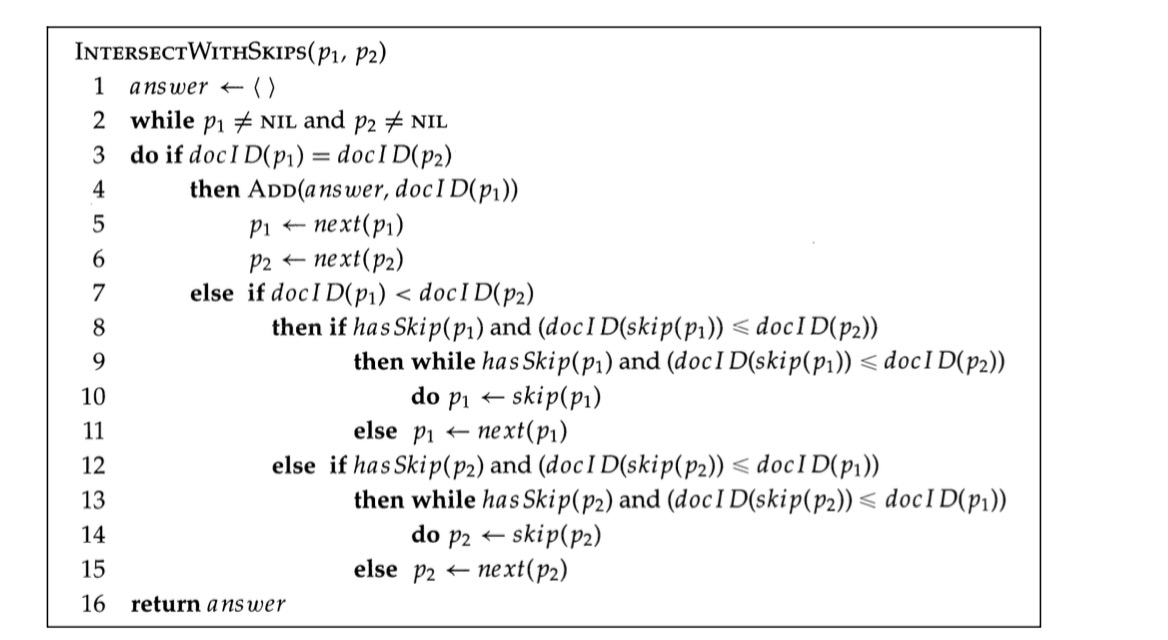 INTERSECTWITHSKIPS(p₁, p₂)
1 answer ← ⟨ ⟩
2 while p₁ ≠ NIL and p₂ ≠ NIL
3 do if docID(p₁) = docID(p₂)
4 then ADD(answer, docID(p₁))
5 p₁ ← next(p₁)
6 p₂ ← next(p₂)
7 else if docID(p₁) < docID(p₂)
8 then if hasSkip(p₁) and (docID(skip(p₁)) ⩽ docID(p₂))
9 then while hasSkip(p₁) and (docID(skip(p₁)) ⩽ docID(p₂))
10 do p₁ ← skip(p₁)
11 else p₁ ← next(p₁)
12 else if hasSkip(p₂) and (docID(skip(p₂)) ⩽ docID(p₁))
13 then while hasSkip(p₂) and (docID(skip(p₂)) ⩽ docID(p₁))
14 do p₂ ← skip(p₂)
15 else p₂ ← next(p₂)
16 return answer